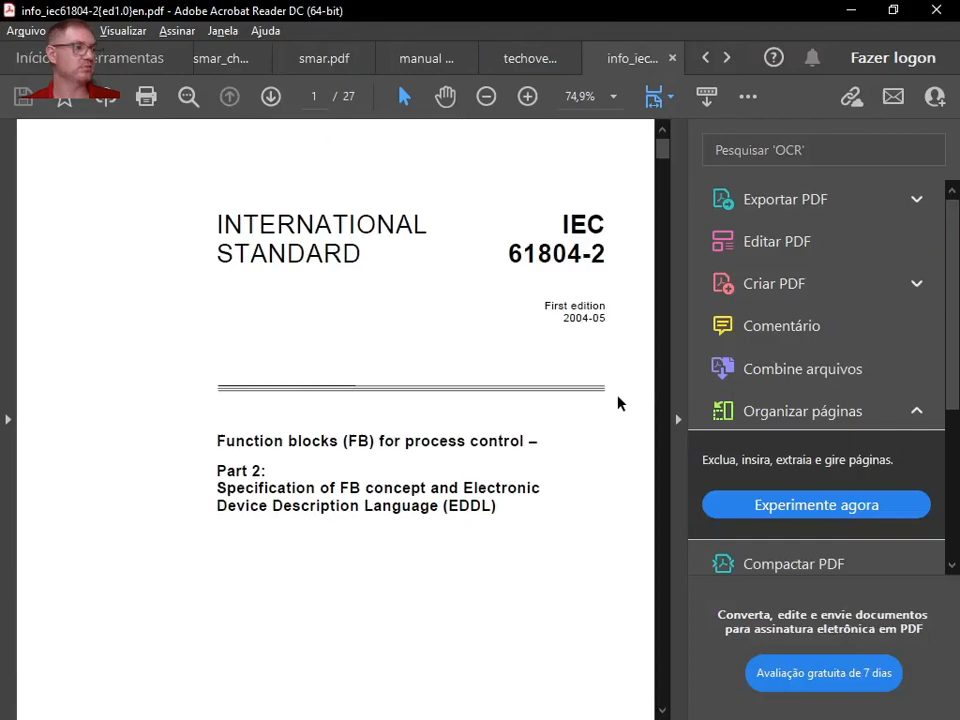 info_iec61804-2{ed1.0}en.pdf - Adobe Acrobat Reader DC (64-bit)
Arquivo Visualizar Assinar Janela Ajuda
Início erramentas smar_ch... smar.pdf manual ... techove... info_iec... Fazer logon
1 / 27 74,9%
INTERNATIONAL
STANDARD
IEC
61804-2
First edition
2004-05
Function blocks (FB) for process control –
Part 2:
Specification of FB concept and Electronic
Device Description Language (EDDL)
Pesquisar 'OCR'
Exportar PDF
Editar PDF
Criar PDF
Comentário
Combine arquivos
Organizar páginas
Exclua, insira, extraia e gire páginas.
Experimente agora
Compactar PDF
Converta, edite e envie documentos
para assinatura eletrônica em PDF
Avaliação gratuita de 7 dias